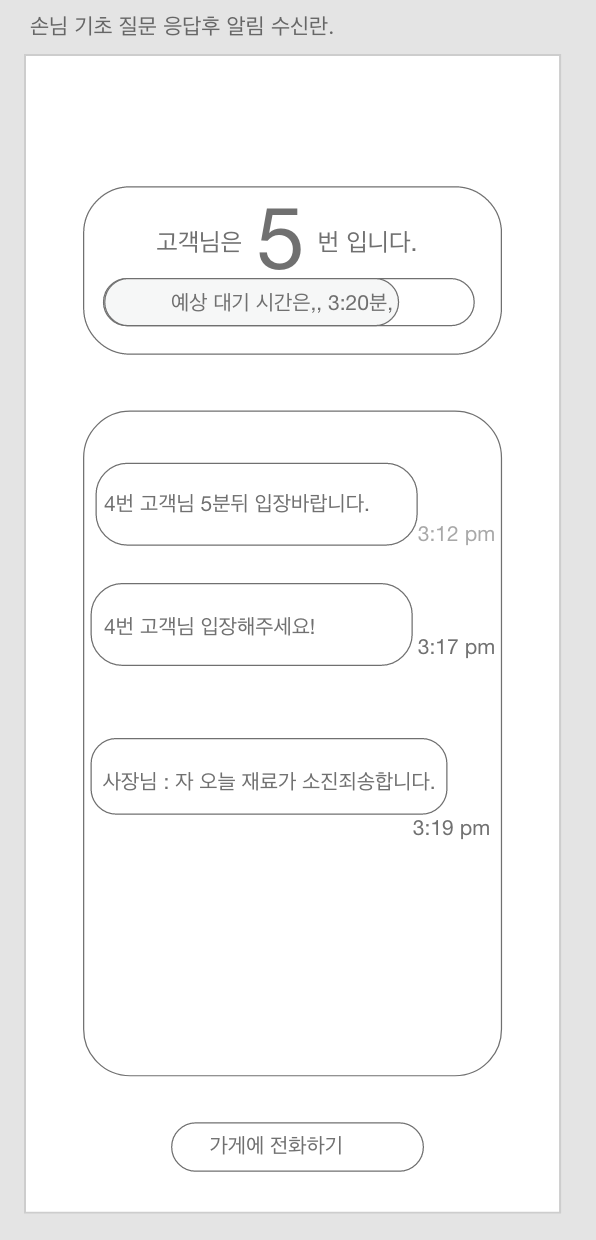 손님 기초 질문 응답후 알림 수신란.
고객님은 5 번 입니다.
예상 대기 시간은,, 3:20분,
4번 고객님 5분뒤 입장바랍니다.
3:12 pm
4번 고객님 입장해주세요!
3:17 pm
사장님 : 자 오늘 재료가 소진죄송합니다.
3:19 pm
가게에 전화하기